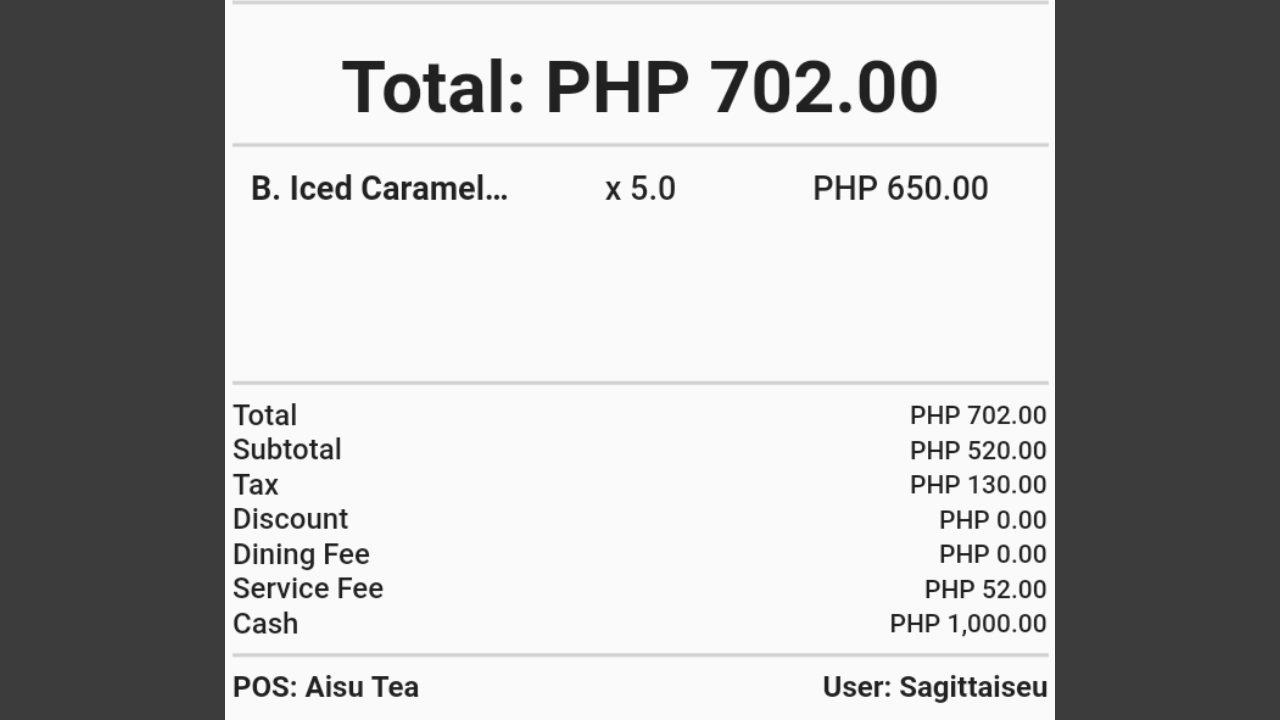 Total: PHP 702.00
B. Iced Caramel... x 5.0 PHP 650.00
Total PHP 702.00
Subtotal PHP 520.00
Tax PHP 130.00
Discount PHP 0.00
Dining Fee PHP 0.00
Service Fee PHP 52.00
Cash PHP 1,000.00
POS: Aisu Tea User: Sagittaiseu